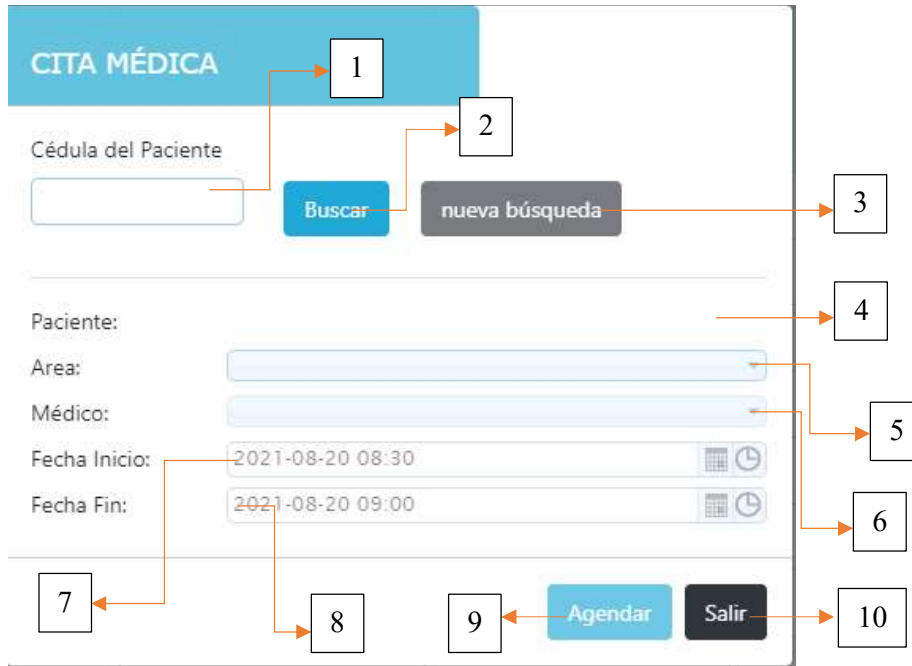 CITA MÉDICA
1
2
Cédula del Paciente
Buscar
nueva búsqueda
3
Paciente:
4
Area:
Médico:
5
Fecha Inicio:
2021-08-20 08:30
Fecha Fin:
2021-08-20 09:00
6
7
8
9
Agendar
Salir
10